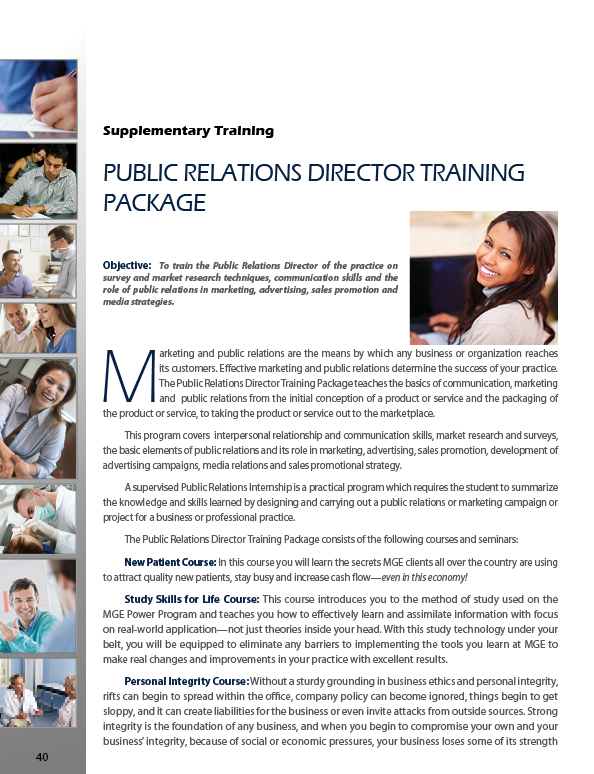 Supplementary Training
PUBLIC RELATIONS DIRECTOR TRAINING
PACKAGE
Objective: To train the Public Relations Director of the practice on
survey and market research techniques, communication skills and the
role of public relations in marketing, advertising, sales promotion and
media strategies.
Marketing and public relations are the means by which any business or organization reaches
its customers. Effective marketing and public relations determine the success of your practice.
The Public Relations Director Training Package teaches the basics of communication, marketing
and public relations from the initial conception of a product or service and the packaging of
the product or service, to taking the product or service out to the marketplace.
This program covers interpersonal relationship and communication skills, market research and surveys,
the basic elements of public relations and its role in marketing, advertising, sales promotion, development of
advertising campaigns, media relations and sales promotional strategy.
A supervised Public Relations Internship is a practical program which requires the student to summarize
the knowledge and skills learned by designing and carrying out a public relations or marketing campaign or
project for a business or professional practice.
The Public Relations Director Training Package consists of the following courses and seminars:
New Patient Course: In this course you will learn the secrets MGE clients all over the country are using
to attract quality new patients, stay busy and increase cash flow—even in this economy!
Study Skills for Life Course: This course introduces you to the method of study used on the
MGE Power Program and teaches you how to effectively learn and assimilate information with focus
on real-world application—not just theories inside your head. With this study technology under your
belt, you will be equipped to eliminate any barriers to implementing the tools you learn at MGE to
make real changes and improvements in your practice with excellent results.
Personal Integrity Course: Without a sturdy grounding in business ethics and personal integrity,
rifts can begin to spread within the office, company policy can become ignored, things begin to get
sloppy, and it can create liabilities for the business or even invite attacks from outside sources. Strong
integrity is the foundation of any business, and when you begin to compromise your own and your
business' integrity, because of social or economic pressures, your business loses some of its strength
40